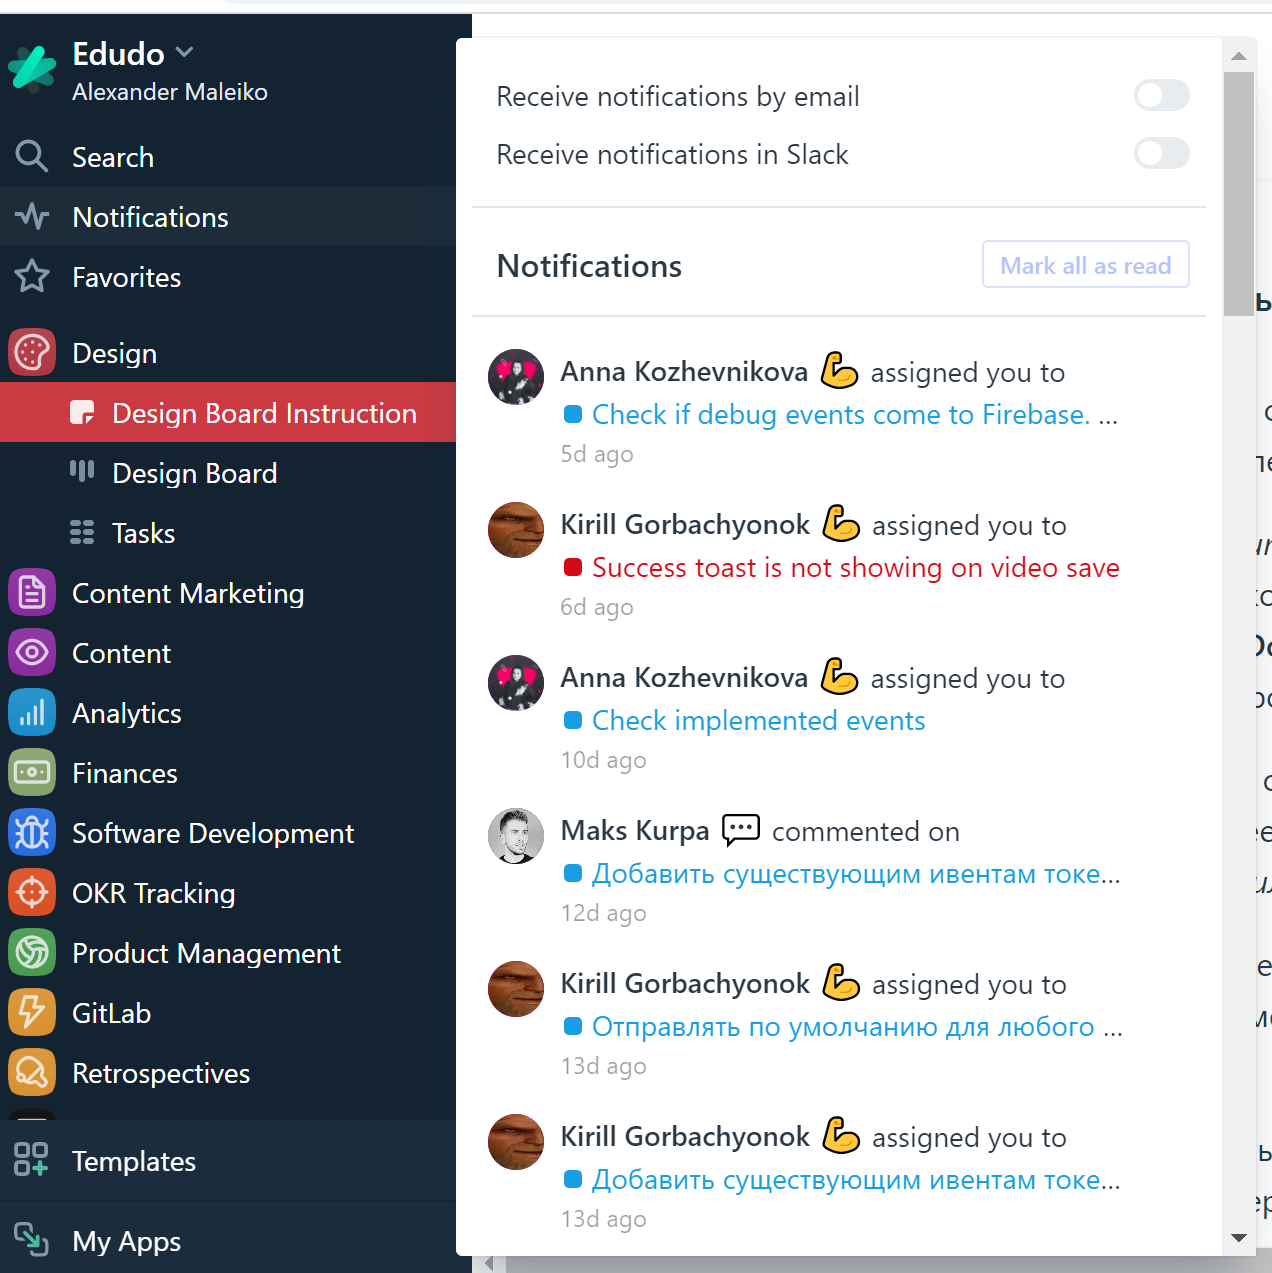 Edudo
Alexander Maleiko
Search
Notifications
Favorites
Design
Design Board Instruction
Design Board
Tasks
Content Marketing
Content
Analytics
Finances
Software Development
OKR Tracking
Product Management
GitLab
Retrospectives
Templates
My Apps
Receive notifications by email
Receive notifications in Slack
Notifications
Mark all as read
Anna Kozhevnikova 💪 assigned you to
Check if debug events come to Firebase. ...
5d ago
Kirill Gorbachyonok 💪 assigned you to
Success toast is not showing on video save
6d ago
Anna Kozhevnikova 💪 assigned you to
Check implemented events
10d ago
Maks Kurpa 💬 commented on
Добавить существующим ивентам токе...
12d ago
Kirill Gorbachyonok 💪 assigned you to
Отправлять по умолчанию для любого ...
13d ago
Kirill Gorbachyonok 💪 assigned you to
Добавить существующим ивентам токе...
13d ago